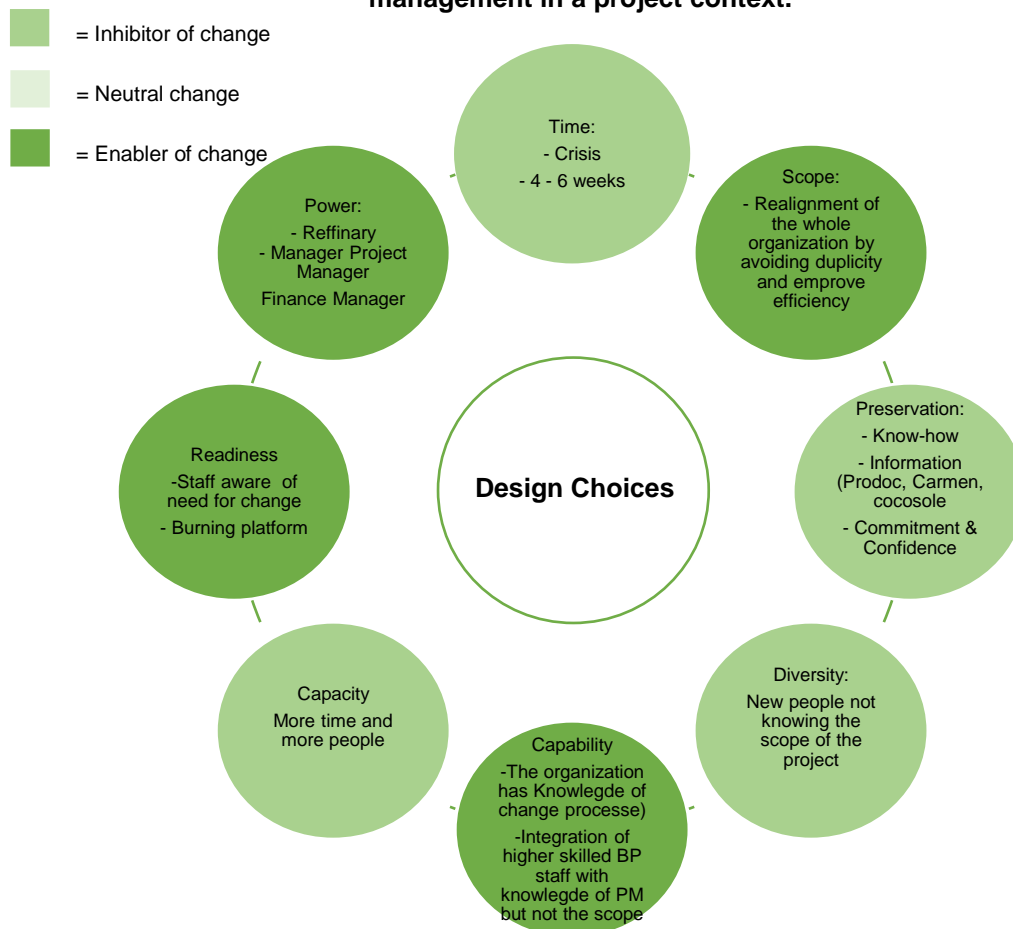 management in a project context.
= Inhibitor of change
= Neutral change
= Enabler of change
Time:
- Crisis
- 4 - 6 weeks
Scope:
- Realignment of
the whole
organization by
avoiding duplicity
and emprove
efficiency
Preservation:
- Know-how
- Information
(Prodoc, Carmen,
cocosole
- Commitment &
Confidence
Diversity:
New people not
knowing the
scope of the
project
Capability
-The organization
has Knowlegde of
change processe)
-Integration of
higher skilled BP
staff with
knowlegde of PM
but not the scope
Capacity
More time and
more people
Readiness
-Staff aware of
need for change
- Burning platform
Power:
- Reffinary
- Manager Project
Manager
Finance Manager
Design Choices